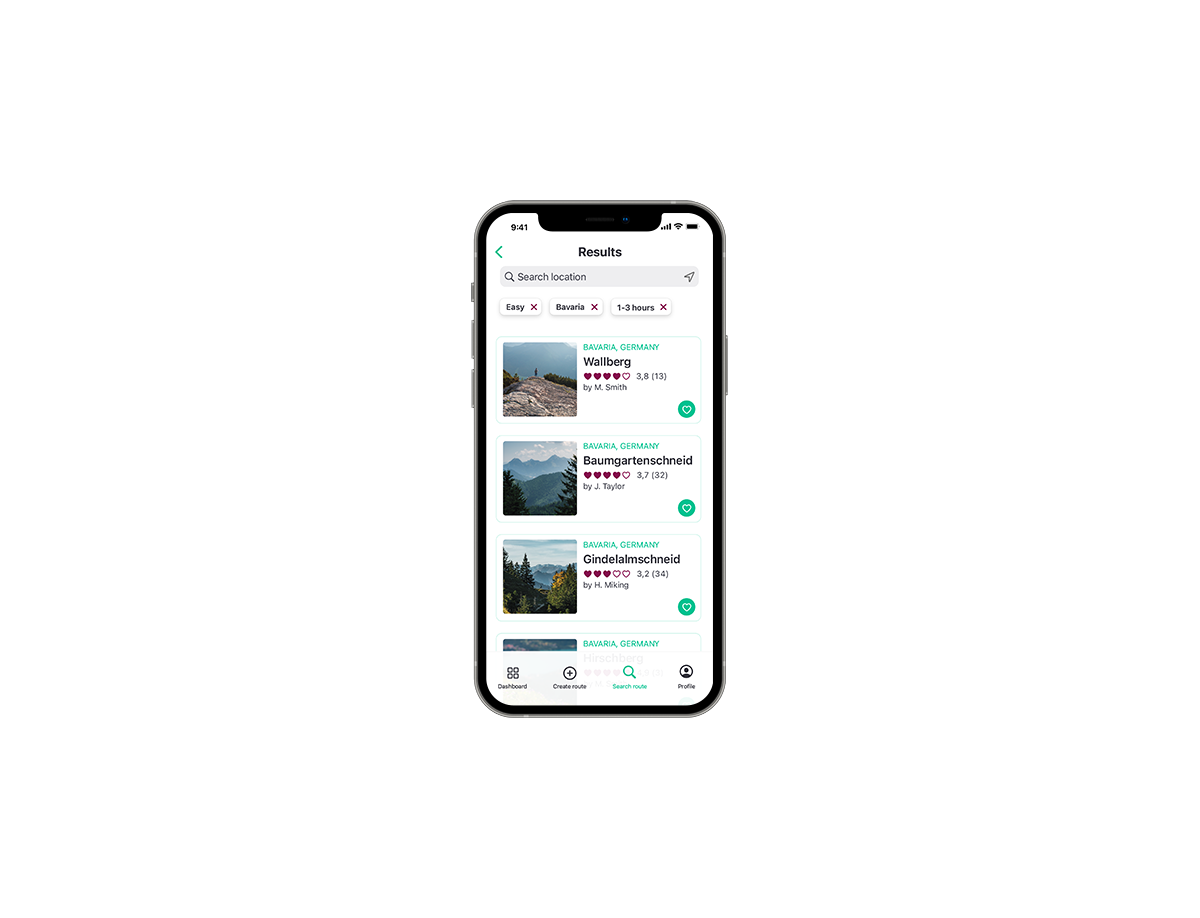 9:41
Results
Search location
Easy
Bavaria
1-3 hours
BAVARIA, GERMANY
Wallberg
3,8 (13)
by M. Smith
BAVARIA, GERMANY
Baumgartenschneid
3,7 (32)
by J. Taylor
BAVARIA, GERMANY
Gindelalmschneid
3,2 (34)
by H. Miking
BAVARIA, GERMANY
Hirschberg
Dashboard
Create route
Search route
Profile